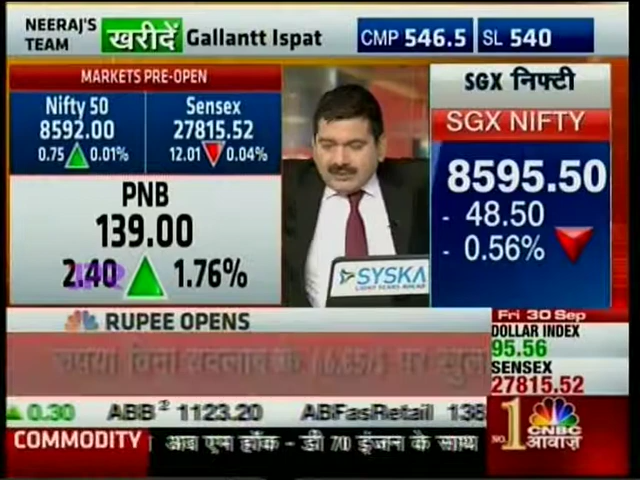 NEERAJ'S
TEAM
खरीदें
Gallantt Ispat
CMP 546.5
SL 540
MARKETS PRE-OPEN
Nifty 50
8592.00
0.75 0.01%
Sensex
27815.52
12.01 0.04%
PNB
139.00
2.40 1.76%
SYSKA
SGX निफ्टी
SGX NIFTY
8595.50
- 48.50
- 0.56%
RUPEE OPENS
Fri 30 Sep
DOLLAR INDEX
95.56
SENSEX
27815.52
0.30 ABB 2 1123.20 ABFasRetail 138
COMMODITY
अब एम हॉक - डी 70 इंजन के साथ
NO. 1
CNBC
आवाज़